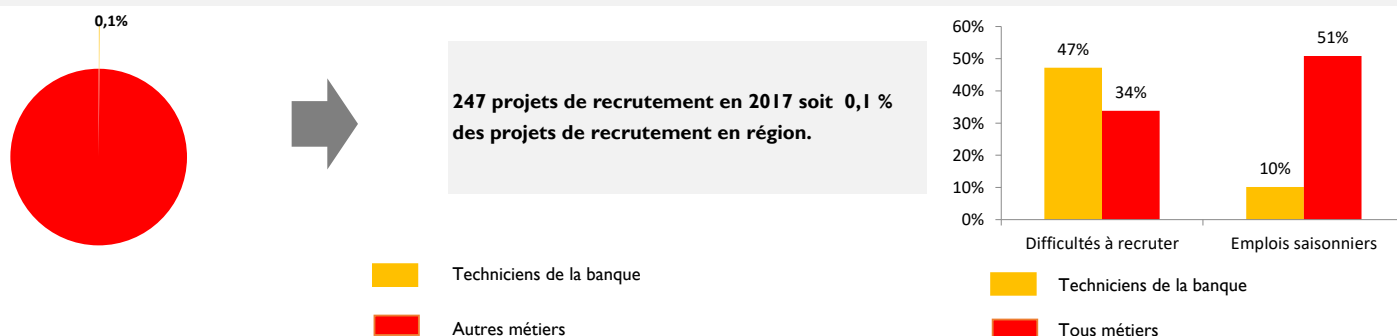 0,1%
247 projets de recrutement en 2017 soit 0,1 %
des projets de recrutement en région.
Techniciens de la banque
Autres métiers
60%
50%
40%
30%
20%
10%
0%
47%
34%
10%
51%
Difficultés à recruter
Emplois saisonniers
Techniciens de la banque
Tous métiers